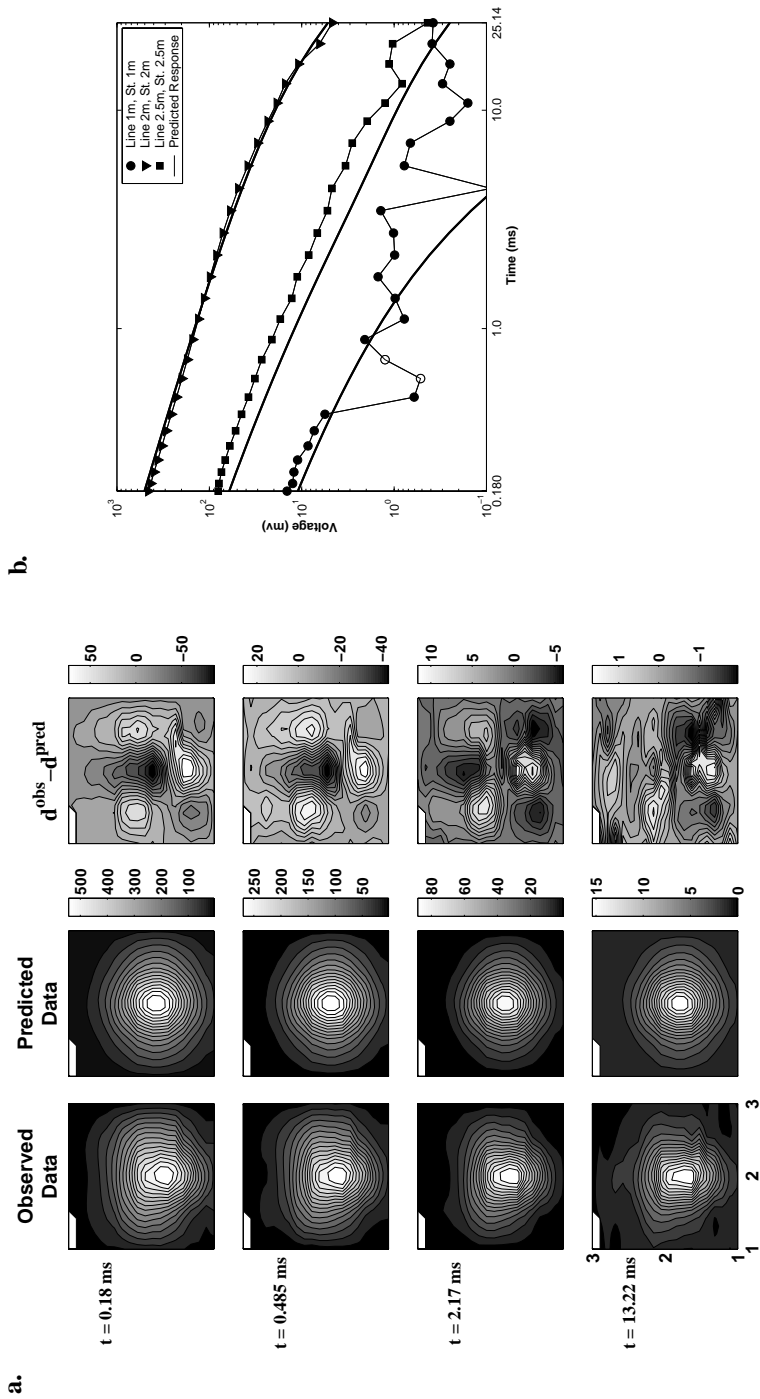 a.
Observed
Data
Predicted
Data
d^obs–d^pred
t = 0.18 ms
500
400
300
200
100
50
0
−50
t = 0.485 ms
250
200
150
100
50
0
20
0
−20
−40
t = 2.17 ms
80
60
40
20
0
10
5
0
−5
t = 13.22 ms
3
2
1
1
2
3
15
10
5
0
1
0
−1
b.
10^3
10^2
10^1
10^0
10^-1
Voltage (mv)
Line 1m, St. 1m
Line 2m, St. 2m
Line 2.5m, St. 2.5m
Predicted Response
0.180
1.0
10.0
25.14
Time (ms)